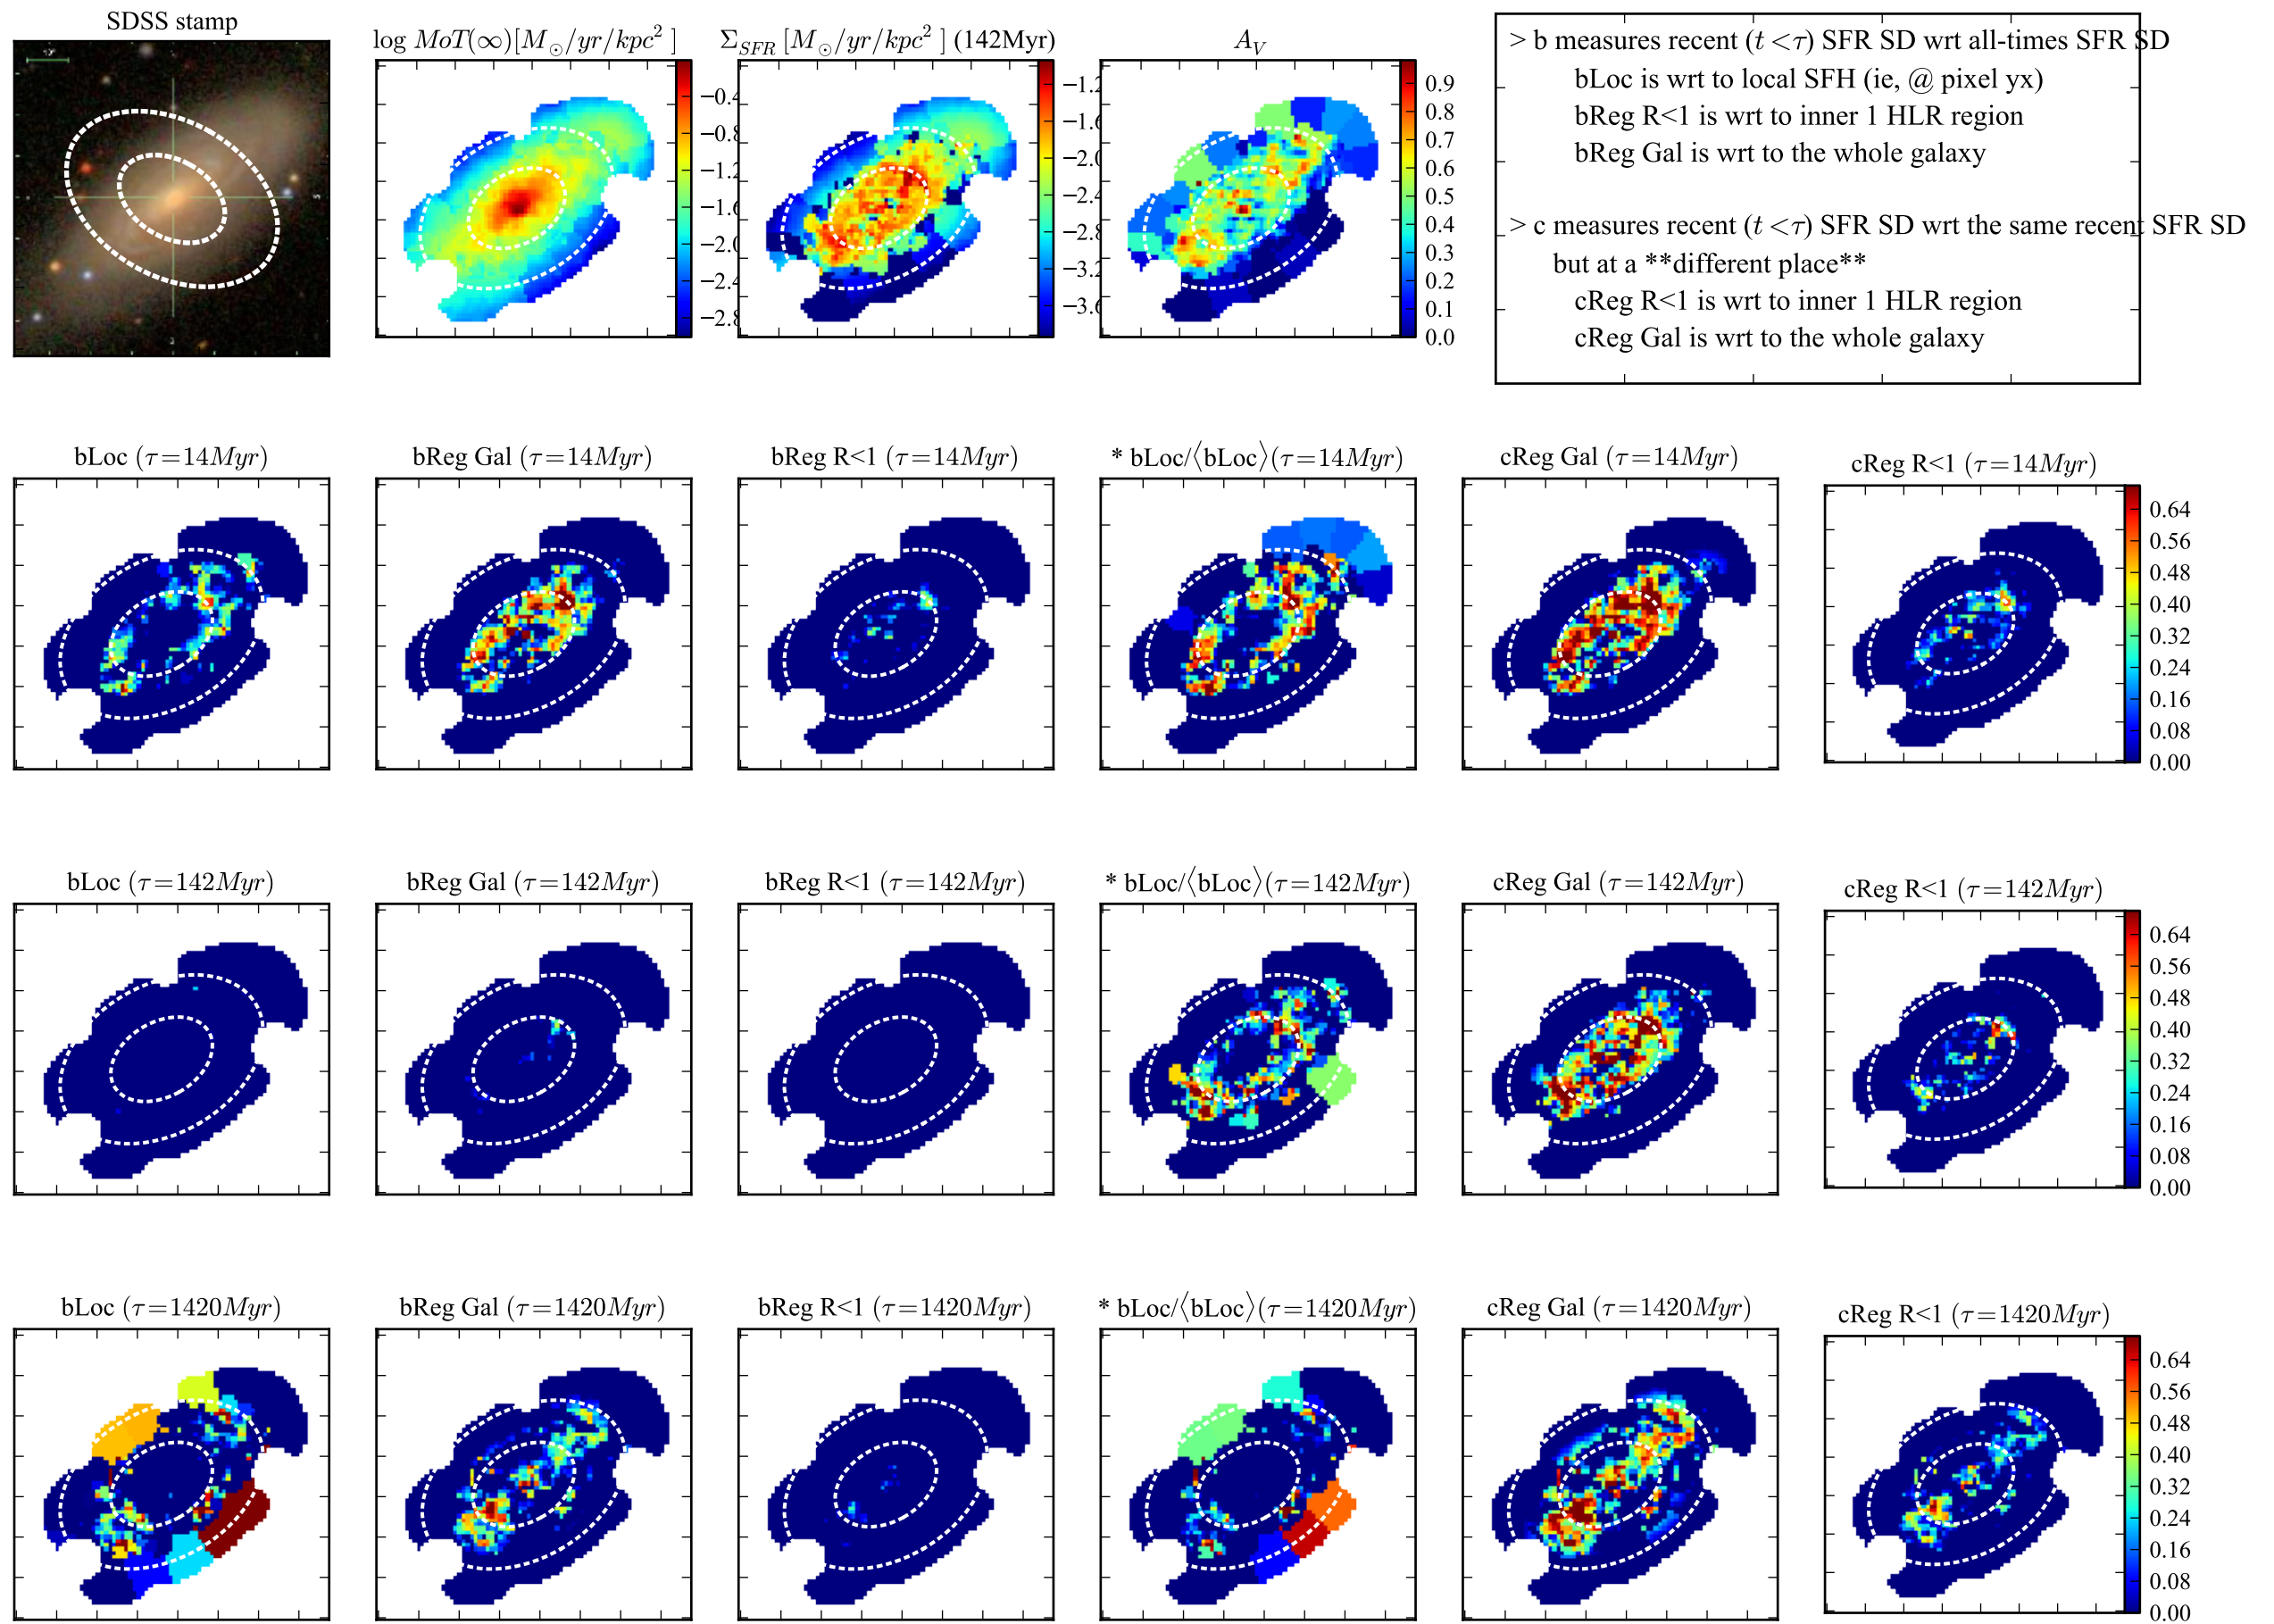 SDSS stamp
log MoT(∞)[M☉/yr/kpc²]
Σ_SFR [M☉/yr/kpc²] (142Myr)
A_V
−0.4
−0.8
−1.2
−1.6
−2.0
−2.4
−2.8
−1.2
−1.6
−2.0
−2.4
−2.8
−3.2
−3.6
0.9
0.8
0.7
0.6
0.5
0.4
0.3
0.2
0.1
0.0
> b measures recent (t < τ) SFR SD wrt all-times SFR SD
bLoc is wrt to local SFH (ie, @ pixel yx)
bReg R<1 is wrt to inner 1 HLR region
bReg Gal is wrt to the whole galaxy
> c measures recent (t < τ) SFR SD wrt the same recent SFR SD
but at a **different place**
cReg R<1 is wrt to inner 1 HLR region
cReg Gal is wrt to the whole galaxy
bLoc (τ=14Myr)
bReg Gal (τ=14Myr)
bReg R<1 (τ=14Myr)
* bLoc/⟨bLoc⟩(τ=14Myr)
cReg Gal (τ=14Myr)
cReg R<1 (τ=14Myr)
0.64
0.56
0.48
0.40
0.32
0.24
0.16
0.08
0.00
bLoc (τ=142Myr)
bReg Gal (τ=142Myr)
bReg R<1 (τ=142Myr)
* bLoc/⟨bLoc⟩(τ=142Myr)
cReg Gal (τ=142Myr)
cReg R<1 (τ=142Myr)
0.64
0.56
0.48
0.40
0.32
0.24
0.16
0.08
0.00
bLoc (τ=1420Myr)
bReg Gal (τ=1420Myr)
bReg R<1 (τ=1420Myr)
* bLoc/⟨bLoc⟩(τ=1420Myr)
cReg Gal (τ=1420Myr)
cReg R<1 (τ=1420Myr)
0.64
0.56
0.48
0.40
0.32
0.24
0.16
0.08
0.00